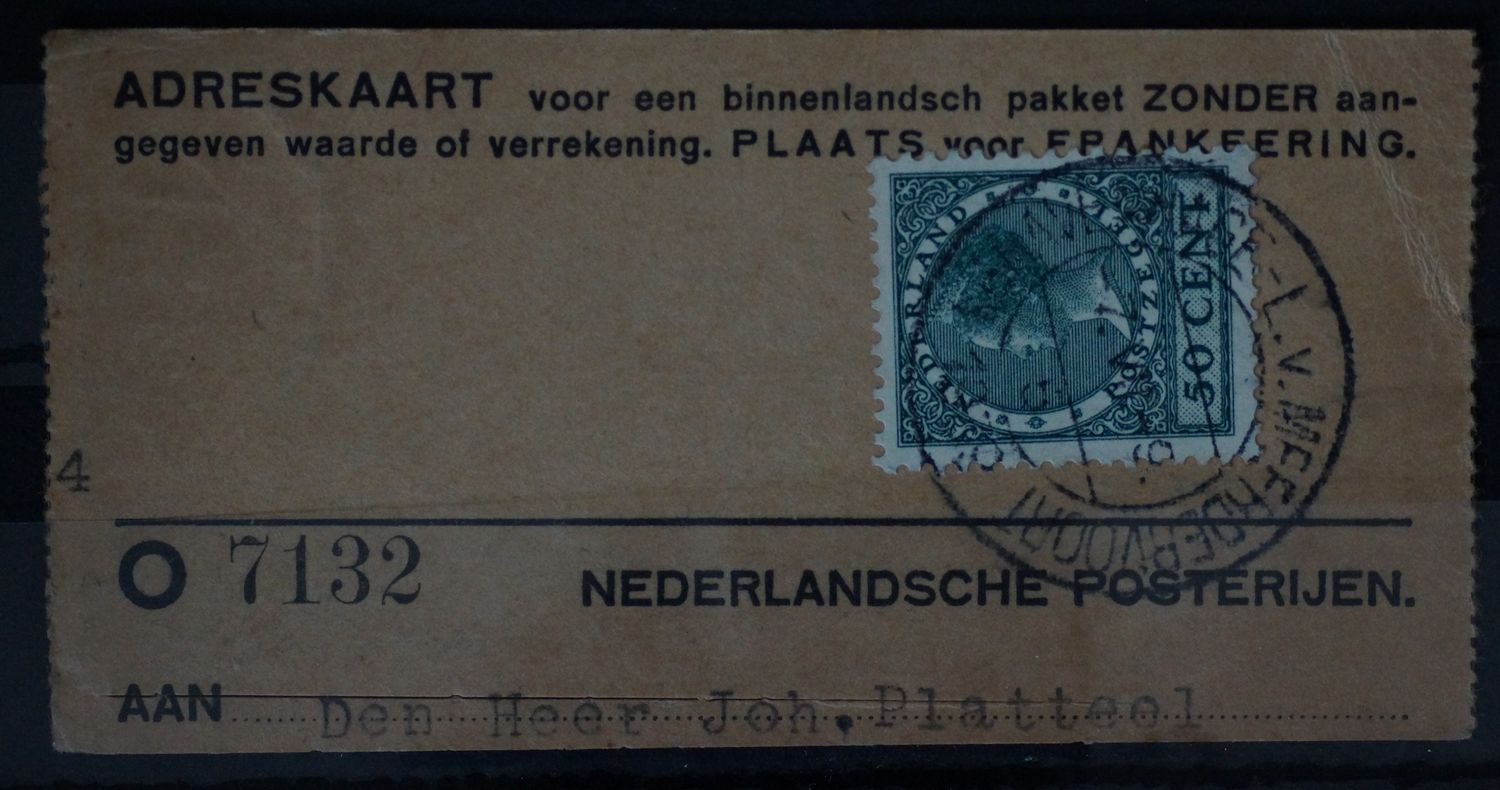 ADRESKAART voor een binnenlandsch pakket ZONDER aan-
gegeven waarde of verrekening. PLAATS voor FRANKEERING.
NEDERLAND
POSTZEGEL
50 CENT
L.v.MEERDERVOORT
4
O 7132
NEDERLANDSCHE POSTERIJEN.
AAN Den Heer Joh. Platteel